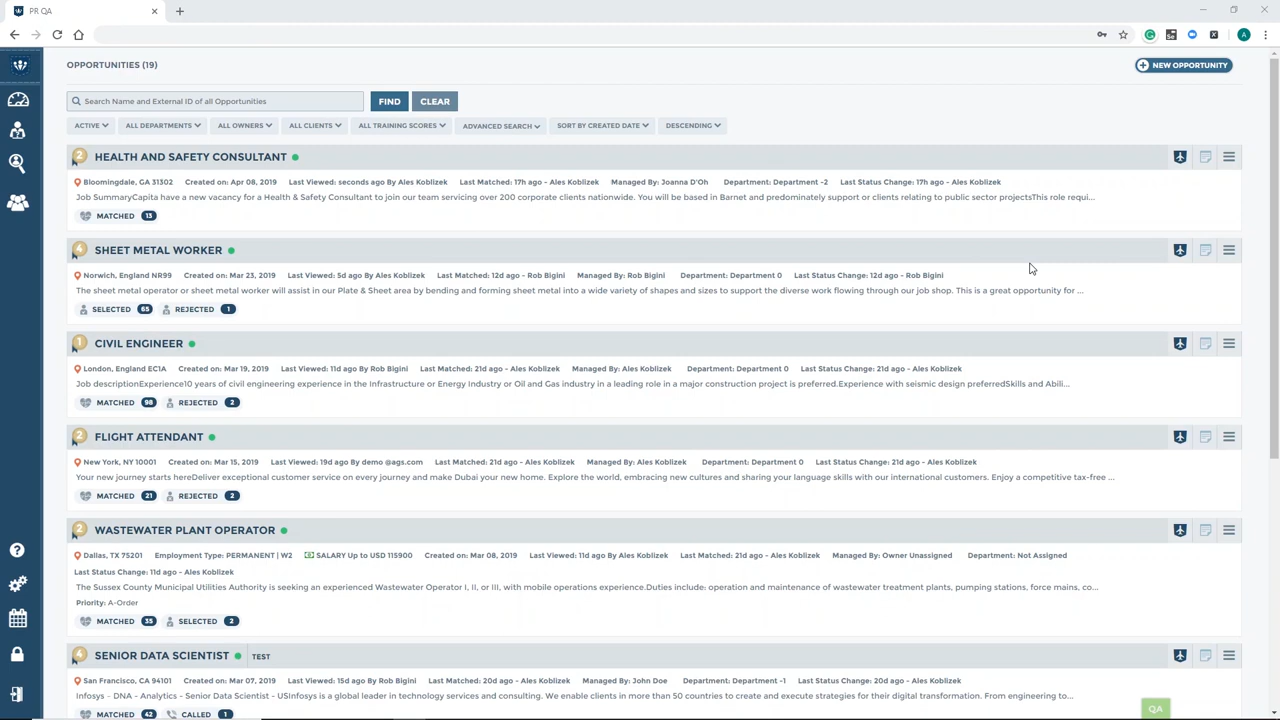 PR QA
OPPORTUNITIES (19)
NEW OPPORTUNITY
Search Name and External ID of all Opportunities
FIND
CLEAR
ACTIVE
ALL DEPARTMENTS
ALL OWNERS
ALL CLIENTS
ALL TRAINING SCORES
ADVANCED SEARCH
SORT BY CREATED DATE
DESCENDING
2 HEALTH AND SAFETY CONSULTANT
Bloomingdale, GA 31302 Created on: Apr 08, 2019 Last Viewed: seconds ago By Ales Koblizek Last Matched: 17h ago - Ales Koblizek Managed By: Joanna D'Oh Department: Department -2 Last Status Change: 17h ago - Ales Koblizek
Job SummaryCapita have a new vacancy for a Health & Safety Consultant to join our team servicing over 200 corporate clients nationwide. You will be based in Barnet and predominately support or clients relating to public sector projectsThis role requi...
MATCHED 13
4 SHEET METAL WORKER
Norwich, England NR99 Created on: Mar 23, 2019 Last Viewed: 5d ago By Ales Koblizek Last Matched: 12d ago - Rob Bigini Managed By: Rob Bigini Department: Department 0 Last Status Change: 12d ago - Rob Bigini
The sheet metal operator or sheet metal worker will assist in our Plate & Sheet area by bending and forming sheet metal into a wide variety of shapes and sizes to support the diverse work flowing through our job shop. This is a great opportunity for ...
SELECTED 65 REJECTED 1
1 CIVIL ENGINEER
London, England EC1A Created on: Mar 19, 2019 Last Viewed: 11d ago By Rob Bigini Last Matched: 21d ago - Ales Koblizek Managed By: Ales Koblizek Department: Department 0 Last Status Change: 21d ago - Ales Koblizek
Job descriptionExperience10 years of civil engineering experience in the Infrastructure or Energy Industry or Oil and Gas industry in a leading role in a major construction project is preferred.Experience with seismic design preferredSkills and Abili...
MATCHED 98 REJECTED 2
2 FLIGHT ATTENDANT
New York, NY 10001 Created on: Mar 15, 2019 Last Viewed: 19d ago By demo @ags.com Last Matched: 21d ago - Ales Koblizek Managed By: Ales Koblizek Department: Department 0 Last Status Change: 21d ago - Ales Koblizek
Your new journey starts hereDeliver exceptional customer service on every journey and make Dubai your new home. Explore the world, embracing new cultures and sharing your language skills with our international customers. Enjoy a competitive tax-free ...
MATCHED 21 REJECTED 2
2 WASTEWATER PLANT OPERATOR
Dallas, TX 75201 Employment Type: PERMANENT | W2 SALARY Up to USD 115900 Created on: Mar 08, 2019 Last Viewed: 11d ago By Ales Koblizek Last Matched: 21d ago - Ales Koblizek Managed By: Owner Unassigned Department: Not Assigned
Last Status Change: 11d ago - Ales Koblizek
The Sussex County Municipal Utilities Authority is seeking an experienced Wastewater Operator I, II, or III, with mobile operations experience.Duties include: operation and maintenance of wastewater treatment plants, pumping stations, force mains, co...
Priority: A-Order
MATCHED 35 SELECTED 2
4 SENIOR DATA SCIENTIST TEST
San Francisco, CA 94101 Created on: Mar 07, 2019 Last Viewed: 15d ago By Rob Bigini Last Matched: 20d ago - Ales Koblizek Managed By: John Doe Department: Department -1 Last Status Change: 20d ago - Ales Koblizek
Infosys - DNA - Analytics - Senior Data Scientist - USInfosys is a global leader in technology services and consulting. We enable clients in more than 50 countries to create and execute strategies for their digital transformation. From engineering to...
MATCHED 42 CALLED 1
QA